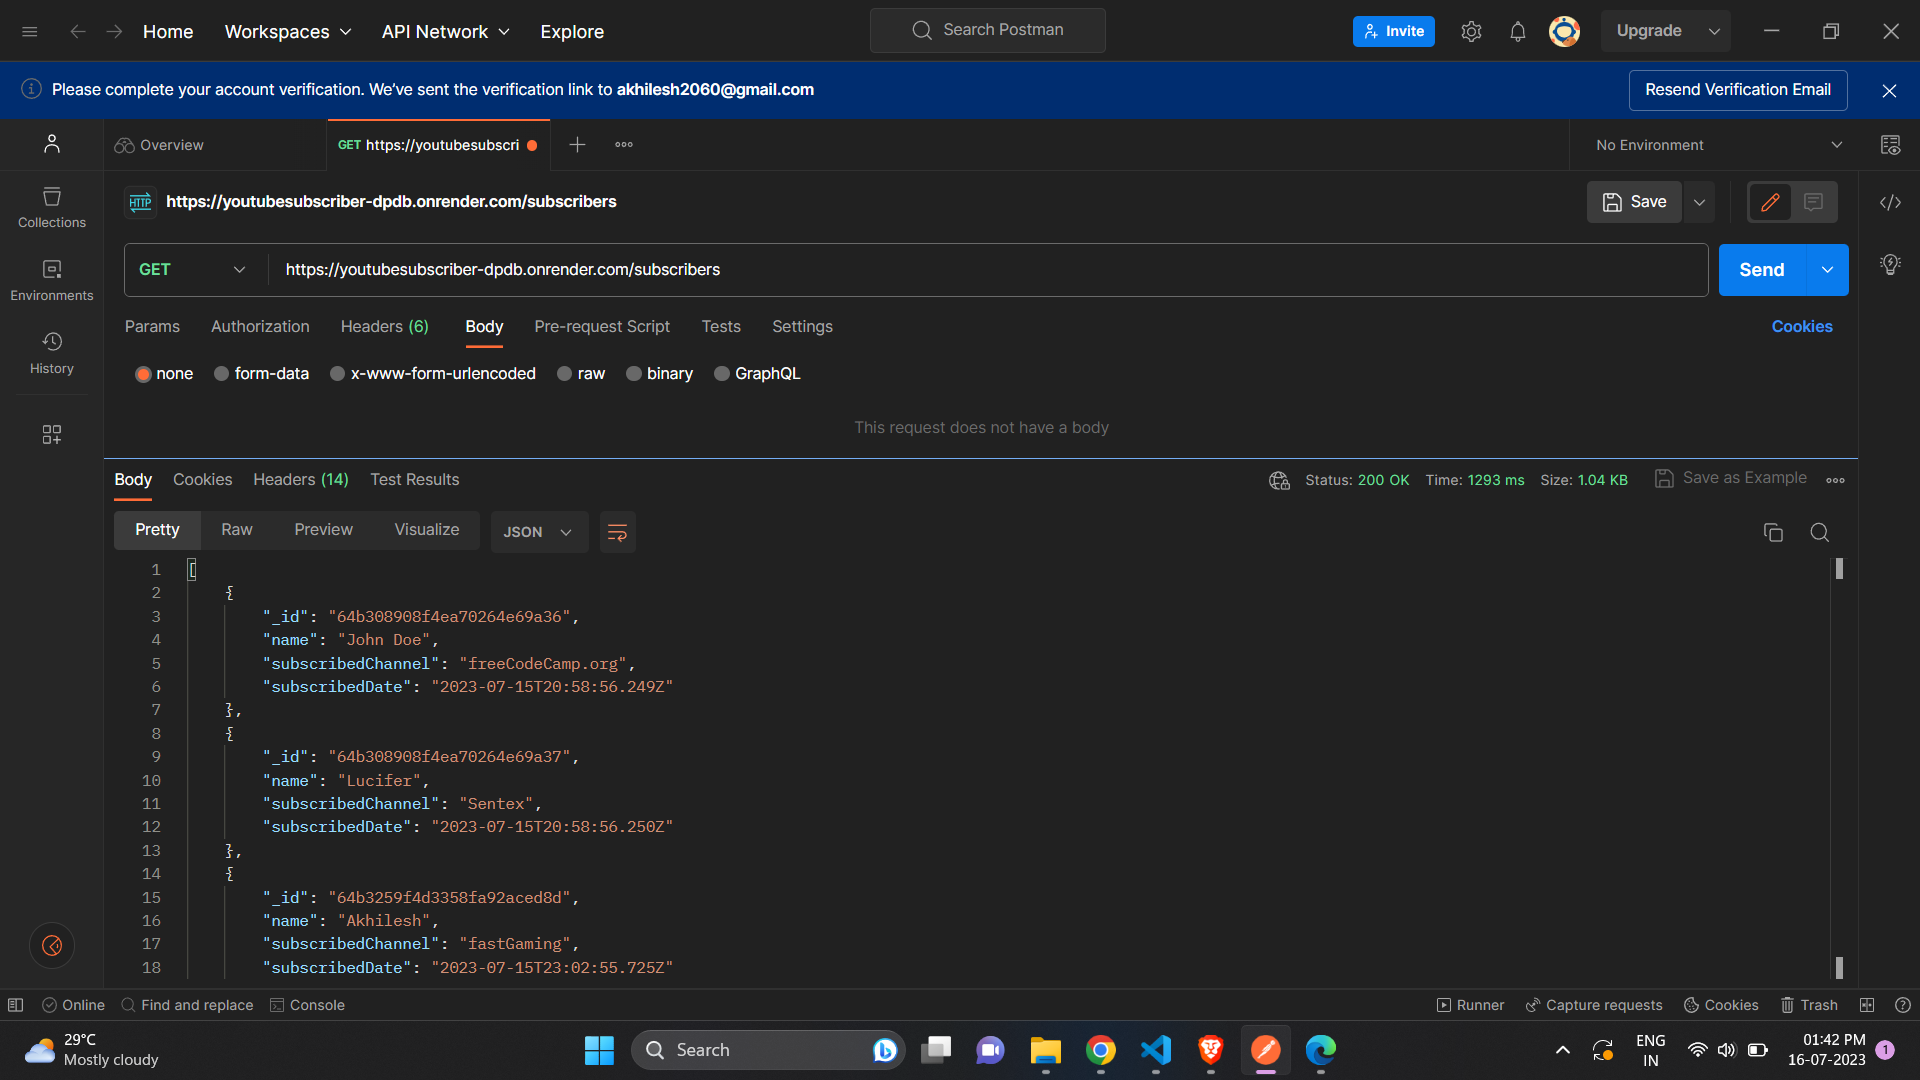 Home Workspaces API Network Explore Search Postman Invite Upgrade
Please complete your account verification. We've sent the verification link to akhilesh2060@gmail.com Resend Verification Email
Overview GET https://youtubesubscri No Environment
HTTP https://youtubesubscriber-dpdb.onrender.com/subscribers Save
Collections
GET https://youtubesubscriber-dpdb.onrender.com/subscribers Send
Environments
Params Authorization Headers (6) Body Pre-request Script Tests Settings Cookies
History
none form-data x-www-form-urlencoded raw binary GraphQL
This request does not have a body
Body Cookies Headers (14) Test Results Status: 200 OK Time: 1293 ms Size: 1.04 KB Save as Example
Pretty Raw Preview Visualize JSON
1 [
2 {
3 "_id": "64b308908f4ea70264e69a36",
4 "name": "John Doe",
5 "subscribedChannel": "freeCodeCamp.org",
6 "subscribedDate": "2023-07-15T20:58:56.249Z"
7 },
8 {
9 "_id": "64b308908f4ea70264e69a37",
10 "name": "Lucifer",
11 "subscribedChannel": "Sentex",
12 "subscribedDate": "2023-07-15T20:58:56.250Z"
13 },
14 {
15 "_id": "64b3259f4d3358fa92aced8d",
16 "name": "Akhilesh",
17 "subscribedChannel": "fastGaming",
18 "subscribedDate": "2023-07-15T23:02:55.725Z"
Online Find and replace Console Runner Capture requests Cookies Trash
29°C
Mostly cloudy
Search
ENG
IN
01:42 PM
16-07-2023
1